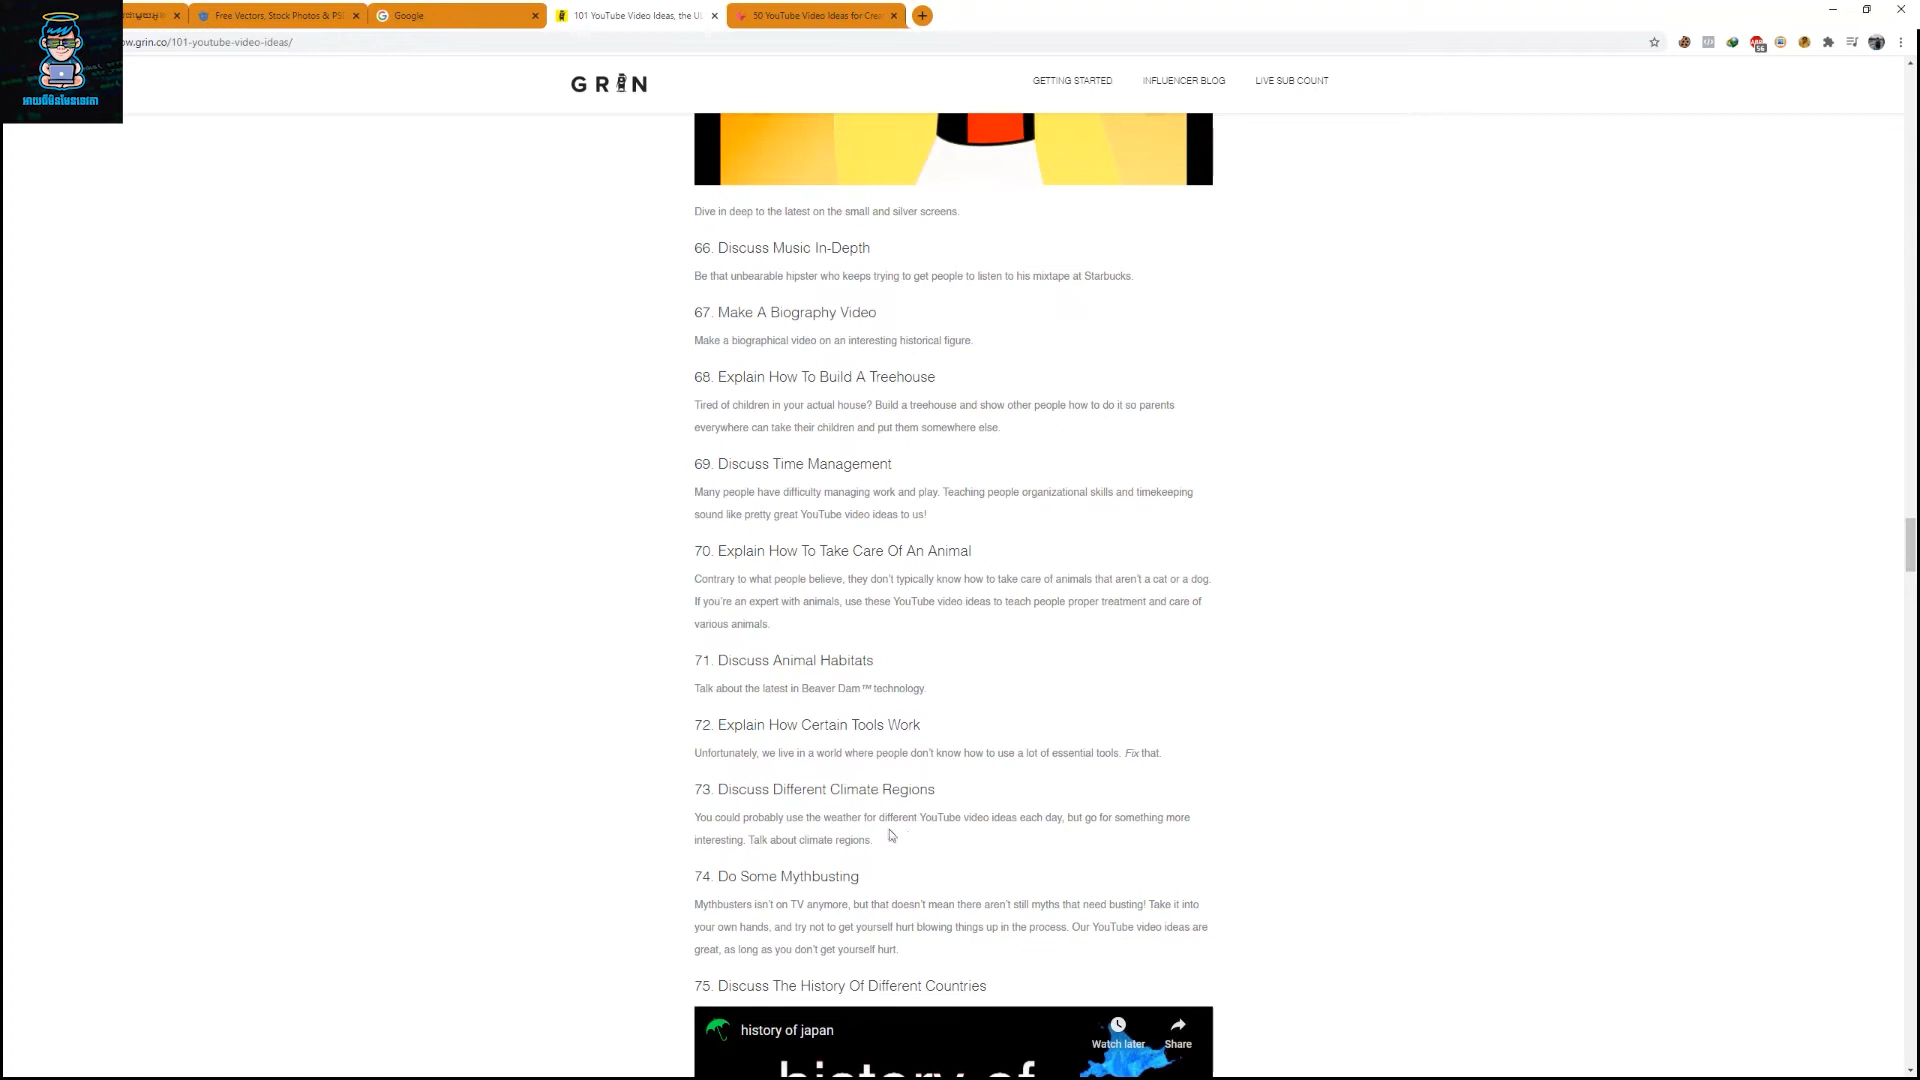 Free Vectors, Stock Photos & PSD
Google
101 YouTube Video Ideas, the Ul
50 YouTube Video Ideas for Crea
ow.grin.co/101-youtube-video-ideas/
56
GRIN
GETTING STARTED
INFLUENCER BLOG
LIVE SUB COUNT
Dive in deep to the latest on the small and silver screens.
66. Discuss Music In-Depth
Be that unbearable hipster who keeps trying to get people to listen to his mixtape at Starbucks.
67. Make A Biography Video
Make a biographical video on an interesting historical figure.
68. Explain How To Build A Treehouse
Tired of children in your actual house? Build a treehouse and show other people how to do it so parents
everywhere can take their children and put them somewhere else.
69. Discuss Time Management
Many people have difficulty managing work and play. Teaching people organizational skills and timekeeping
sound like pretty great YouTube video ideas to us!
70. Explain How To Take Care Of An Animal
Contrary to what people believe, they don't typically know how to take care of animals that aren't a cat or a dog.
If you're an expert with animals, use these YouTube video ideas to teach people proper treatment and care of
various animals.
71. Discuss Animal Habitats
Talk about the latest in Beaver Dam™ technology.
72. Explain How Certain Tools Work
Unfortunately, we live in a world where people don't know how to use a lot of essential tools. Fix that.
73. Discuss Different Climate Regions
You could probably use the weather for different YouTube video ideas each day, but go for something more
interesting. Talk about climate regions.
74. Do Some Mythbusting
Mythbusters isn't on TV anymore, but that doesn't mean there aren't still myths that need busting! Take it into
your own hands, and try not to get yourself hurt blowing things up in the process. Our YouTube video ideas are
great, as long as you don't get yourself hurt.
75. Discuss The History Of Different Countries
history of japan
Watch later
Share
history of